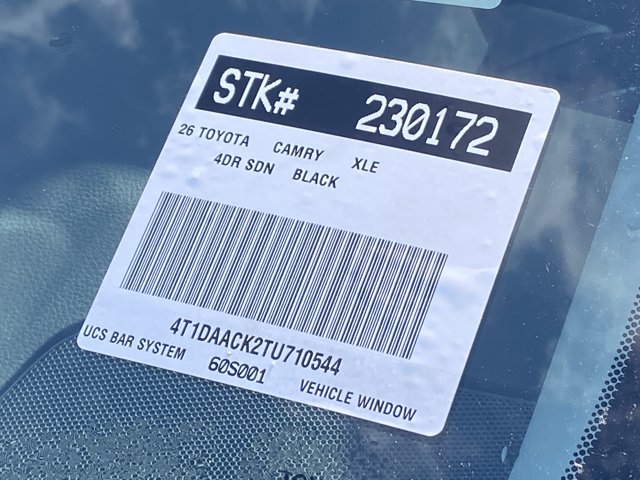 STK# 230172
26 TOYOTA CAMRY XLE
4DR SDN BLACK
4T1DAACK2TU710544
UCS BAR SYSTEM 60S001 VEHICLE WINDOW